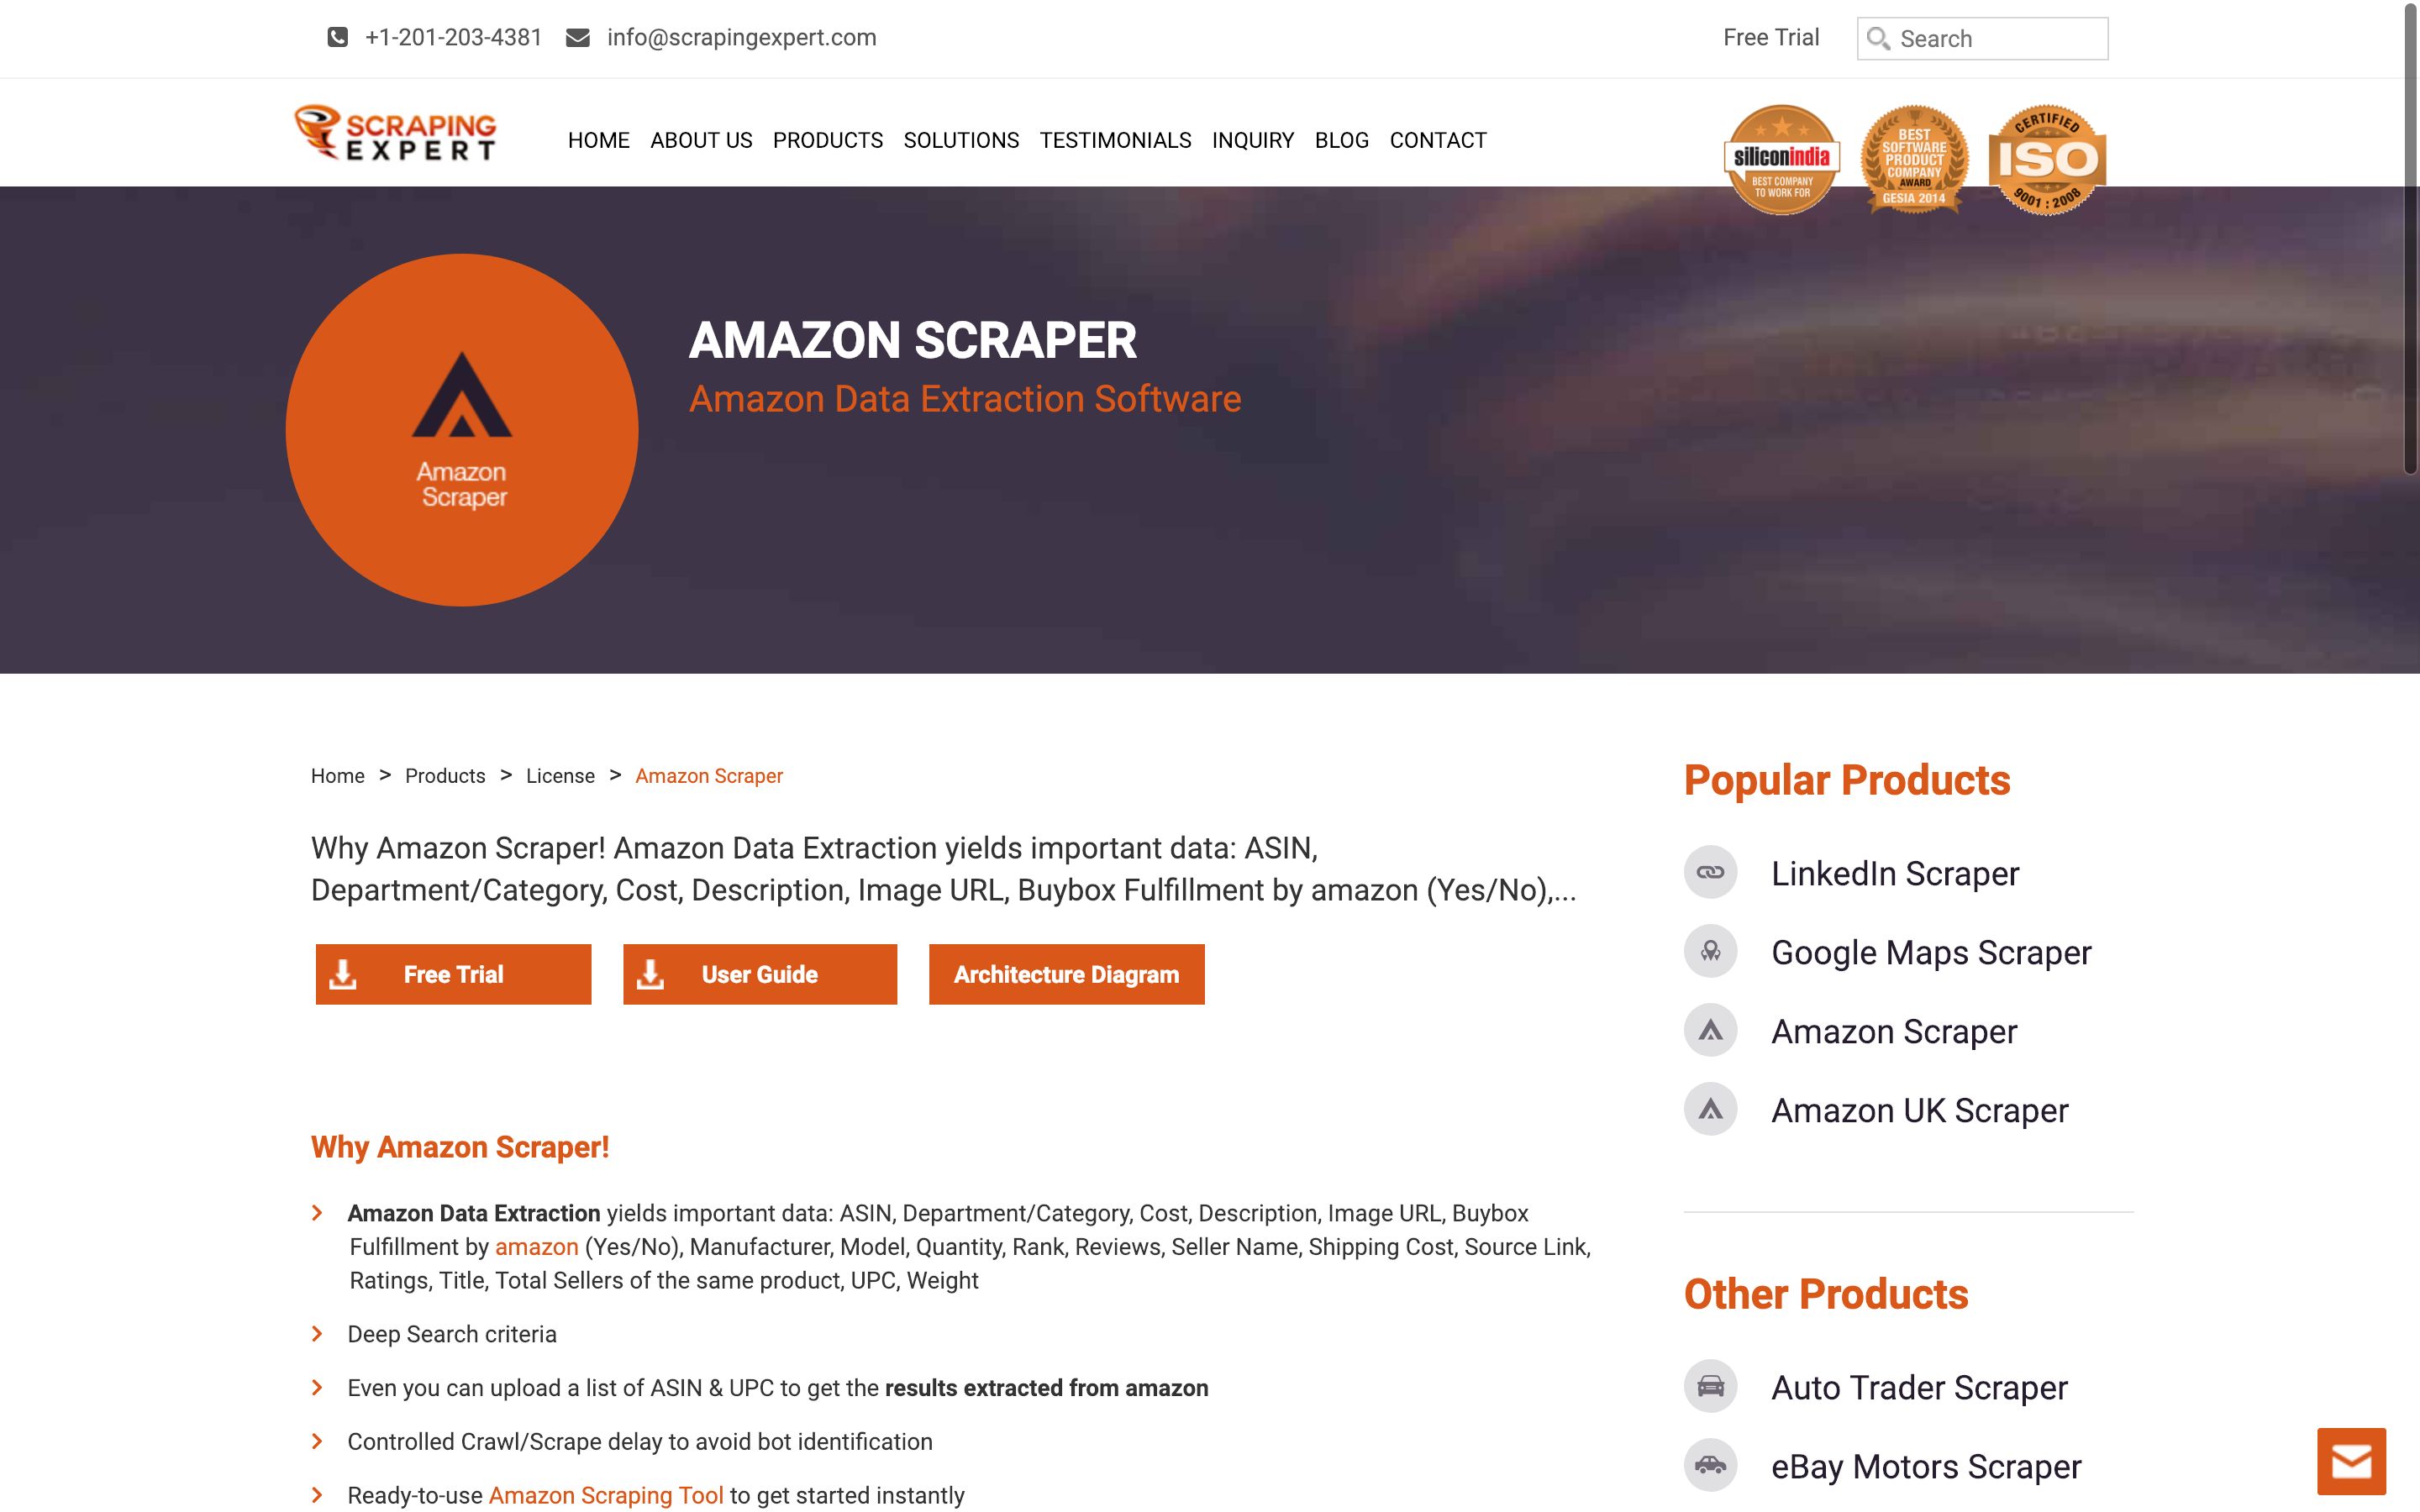 +1-201-203-4381 info@scrapingexpert.com Free Trial Search
SCRAPING
EXPERT
HOME ABOUT US PRODUCTS SOLUTIONS TESTIMONIALS INQUIRY BLOG CONTACT
siliconindia
BEST COMPANY
TO WORK FOR
BEST
SOFTWARE
PRODUCT
COMPANY
AWARD
GESIA 2014
CERTIFIED
ISO
9001 : 2008
Amazon
Scraper
AMAZON SCRAPER
Amazon Data Extraction Software
Home > Products > License > Amazon Scraper
Why Amazon Scraper! Amazon Data Extraction yields important data: ASIN,
Department/Category, Cost, Description, Image URL, Buybox Fulfillment by amazon (Yes/No),...
Free Trial
User Guide
Architecture Diagram
Why Amazon Scraper!
Amazon Data Extraction yields important data: ASIN, Department/Category, Cost, Description, Image URL, Buybox
Fulfillment by amazon (Yes/No), Manufacturer, Model, Quantity, Rank, Reviews, Seller Name, Shipping Cost, Source Link,
Ratings, Title, Total Sellers of the same product, UPC, Weight
Deep Search criteria
Even you can upload a list of ASIN & UPC to get the results extracted from amazon
Controlled Crawl/Scrape delay to avoid bot identification
Ready-to-use Amazon Scraping Tool to get started instantly
Popular Products
LinkedIn Scraper
Google Maps Scraper
Amazon Scraper
Amazon UK Scraper
Other Products
Auto Trader Scraper
eBay Motors Scraper